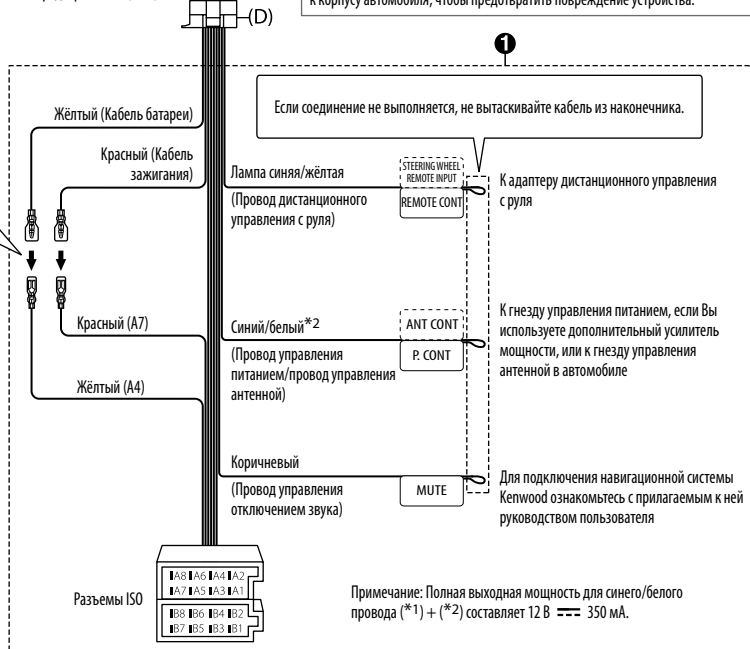 к корпусу автомобиля, чтобы предотвратить повреждение устройства.
(D)
1
Если соединение не выполняется, не вытаскивайте кабель из наконечника.
Жёлтый (Кабель батареи)
Красный (Кабель
зажигания)
Лампа синяя/жёлтая
(Провод дистанционного
управления с руля)
STEERING WHEEL
REMOTE INPUT
REMOTE CONT
К адаптеру дистанционного управления
с руля
Красный (A7)
Жёлтый (A4)
Синий/белый*2
(Провод управления
питанием/провод управления
антенной)
ANT CONT
P. CONT
К гнезду управления питанием, если Вы
используете дополнительный усилитель
мощности, или к гнезду управления
антенной в автомобиле
Коричневый
(Провод управления
отключением звука)
MUTE
Для подключения навигационной системы
Kenwood ознакомьтесь с прилагаемым к ней
руководством пользователя
Разъемы ISO
A8 A6 A4 A2
A7 A5 A3 A1
B8 B6 B4 B2
B7 B5 B3 B1
Примечание: Полная выходная мощность для синего/белого
провода (*1) + (*2) составляет 12 В ⎓ 350 мА.